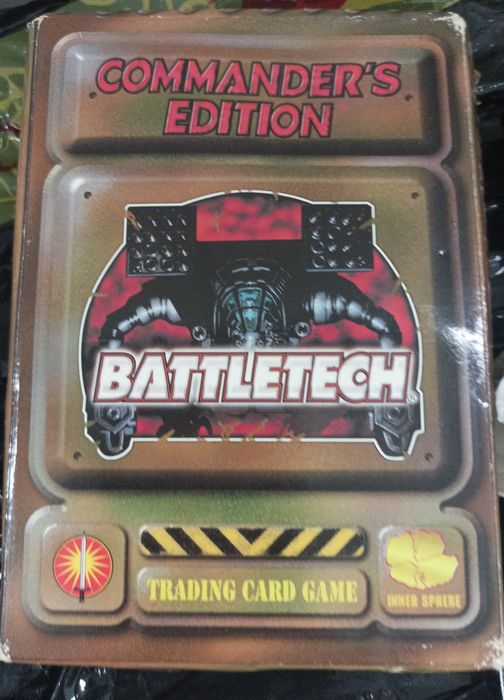 COMMANDER'S
EDITION
BATTLETECH®
TRADING CARD GAME
INNER SPHERE